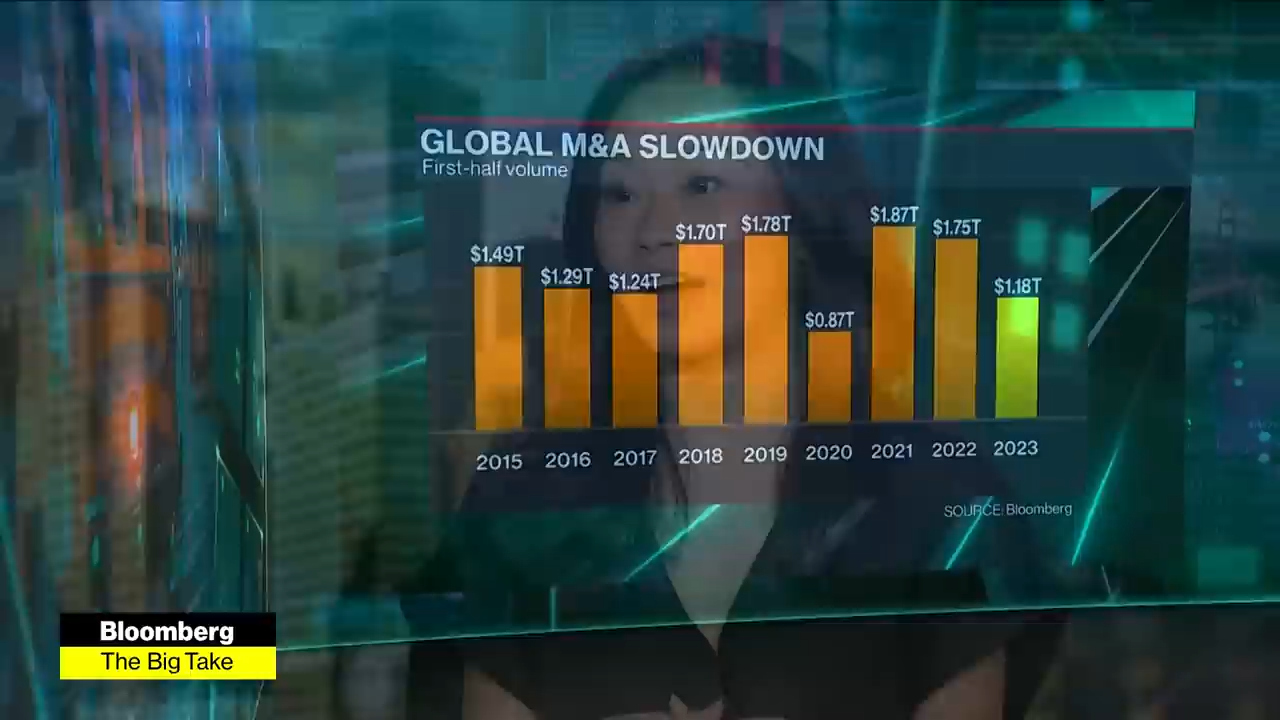 GLOBAL M&A SLOWDOWN
First-half volume
$1.49T
$1.29T
$1.24T
$1.70T
$1.78T
$0.87T
$1.87T
$1.75T
$1.18T
2015 2016 2017 2018 2019 2020 2021 2022 2023
SOURCE: Bloomberg
Bloomberg
The Big Take